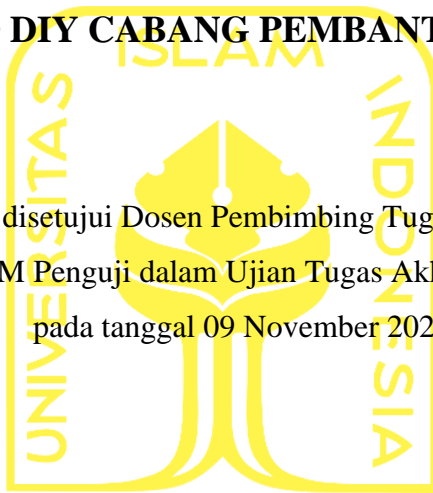 DIY CABANG PEMBANT
ISLAM
UNIVERSITAS
INDONESIA
disetujui Dosen Pembimbing Tug
M Penguji dalam Ujian Tugas Akh
pada tanggal 09 November 202